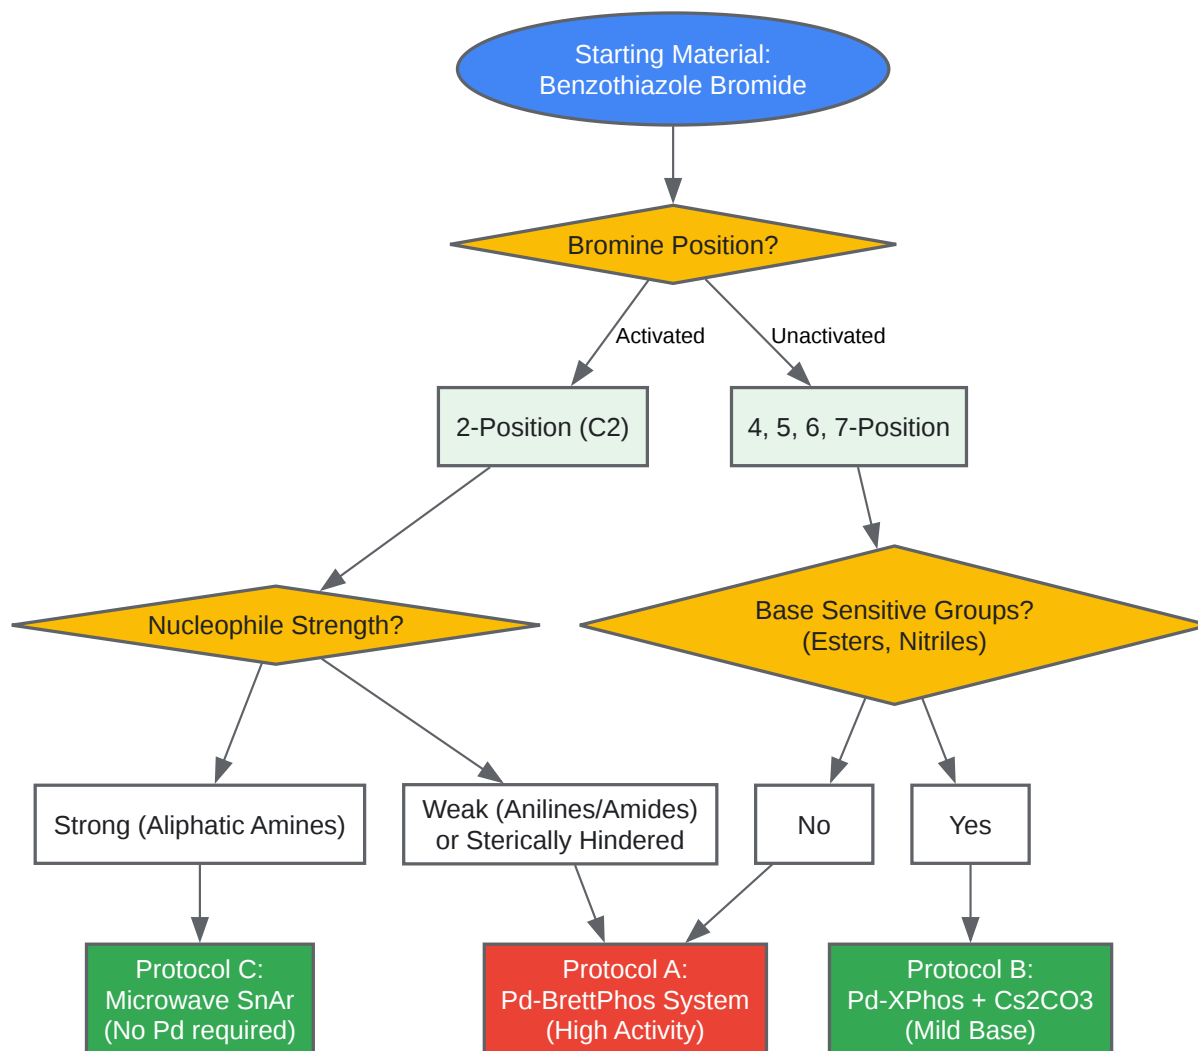 Starting Material:
Benzothiazole Bromide
Bromine Position?
Activated
Unactivated
2-Position (C2)
4, 5, 6, 7-Position
Nucleophile Strength?
Base Sensitive Groups?
(Esters, Nitriles)
Strong (Aliphatic Amines)
Weak (Anilines/Amides)
or Sterically Hindered
No
Yes
Protocol C:
Microwave SnAr
(No Pd required)
Protocol A:
Pd-BrettPhos System
(High Activity)
Protocol B:
Pd-XPhos + Cs2CO3
(Mild Base)